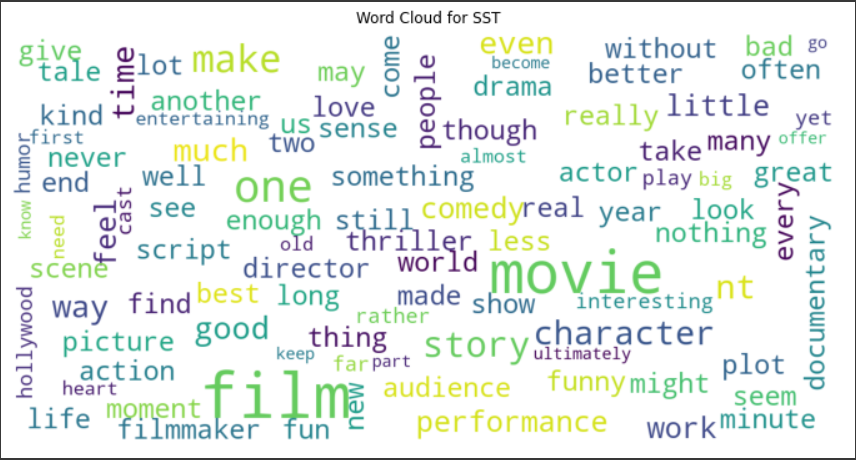 Word Cloud for SST
give
tale
time
lot
make
may
come
people
even
become
drama
without
better
bad
go
often
kind
another
entertaining
love
us
sense
two
though
really
little
yet
offer
many
first
humor
never
much
almost
take
end
well
one
something
actor
play
big
great
know
need
feel
cast
see
enough
still
comedy
real
year
look
nothing
every
documentary
scene
script
old
thriller
less
director
world
movie
nt
hollywood
way
find
best
long
made
show
interesting
rather
picture
good
thing
story
character
ultimately
keep
far
part
plot
action
heart
film
new
audience
funny
might
seem
life
moment
filmmaker
fun
performance
work
minute